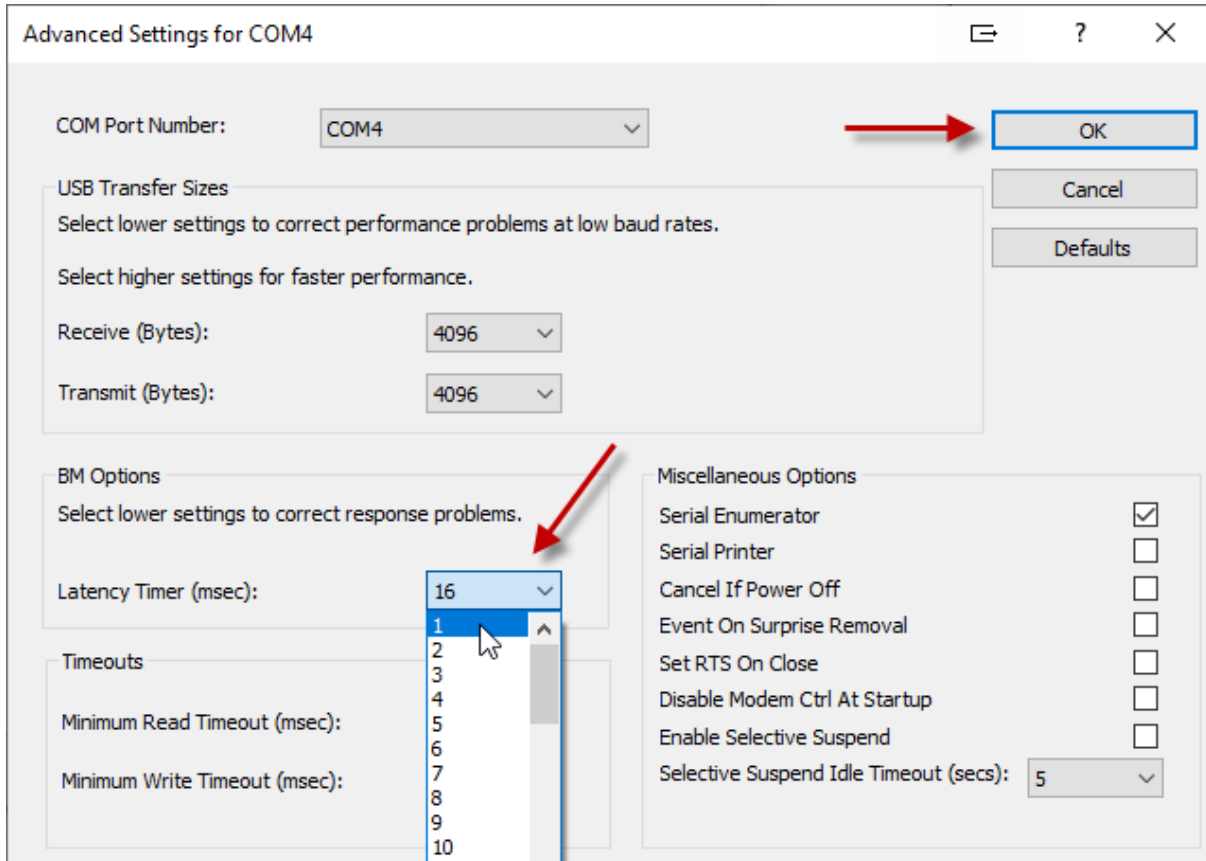 Advanced Settings for COM4
?
COM Port Number:
COM4
OK
USB Transfer Sizes
Cancel
Select lower settings to correct performance problems at low baud rates.
Defaults
Select higher settings for faster performance.
Receive (Bytes):
4096
Transmit (Bytes):
4096
BM Options
Select lower settings to correct response problems.
Latency Timer (msec):
16
1
2
3
4
5
6
7
8
9
10
Timeouts
Minimum Read Timeout (msec):
Minimum Write Timeout (msec):
Miscellaneous Options
Serial Enumerator
Serial Printer
Cancel If Power Off
Event On Surprise Removal
Set RTS On Close
Disable Modem Ctrl At Startup
Enable Selective Suspend
Selective Suspend Idle Timeout (secs):
5